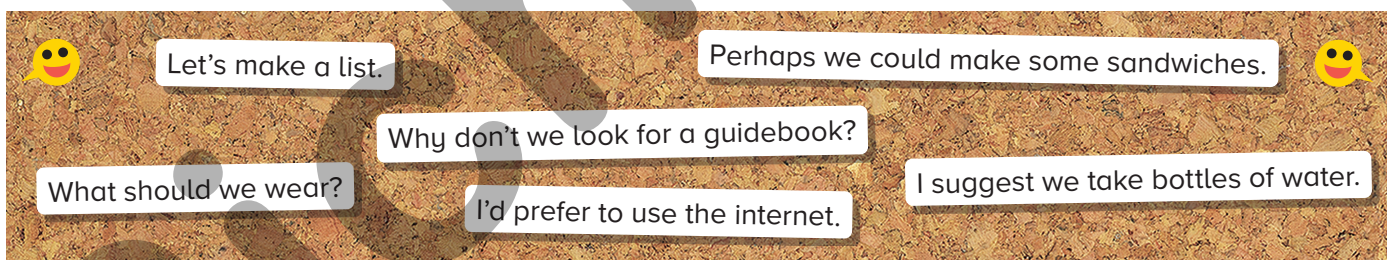 Let's make a list.
Perhaps we could make some sandwiches.
Why don't we look for a guidebook?
What should we wear?
I'd prefer to use the internet.
I suggest we take bottles of water.